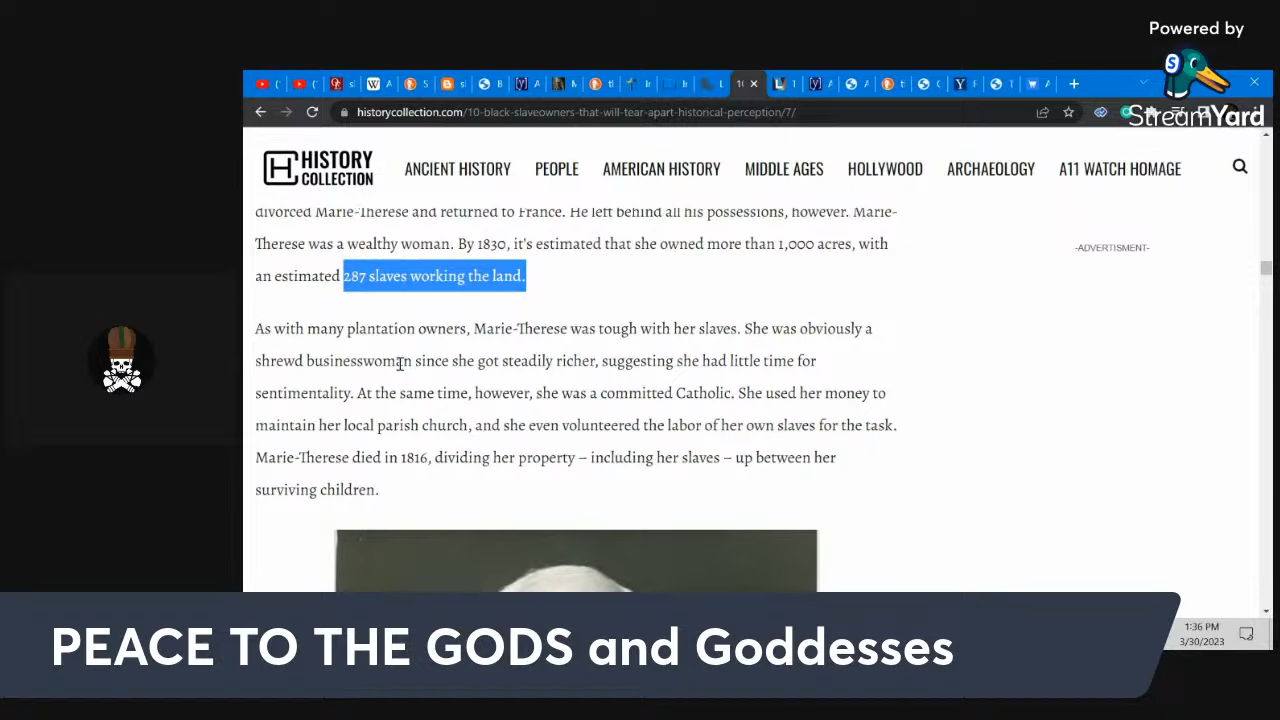 Powered by
StreamYard
historycollection.com/10-black-slaveowners-that-will-tear-apart-historical-perception/7/
HISTORY
COLLECTION
ANCIENT HISTORY PEOPLE AMERICAN HISTORY MIDDLE AGES HOLLYWOOD ARCHAEOLOGY A11 WATCH HOMAGE
divorced Marie-Therese and returned to France. He left behind all his possessions, however. Marie-
Therese was a wealthy woman. By 1830, it's estimated that she owned more than 1,000 acres, with
an estimated 287 slaves working the land.
-ADVERTISMENT-
As with many plantation owners, Marie-Therese was tough with her slaves. She was obviously a
shrewd businesswoman since she got steadily richer, suggesting she had little time for
sentimentality. At the same time, however, she was a committed Catholic. She used her money to
maintain her local parish church, and she even volunteered the labor of her own slaves for the task.
Marie-Therese died in 1816, dividing her property – including her slaves – up between her
surviving children.
1:36 PM
3/30/2023
PEACE TO THE GODS and Goddesses